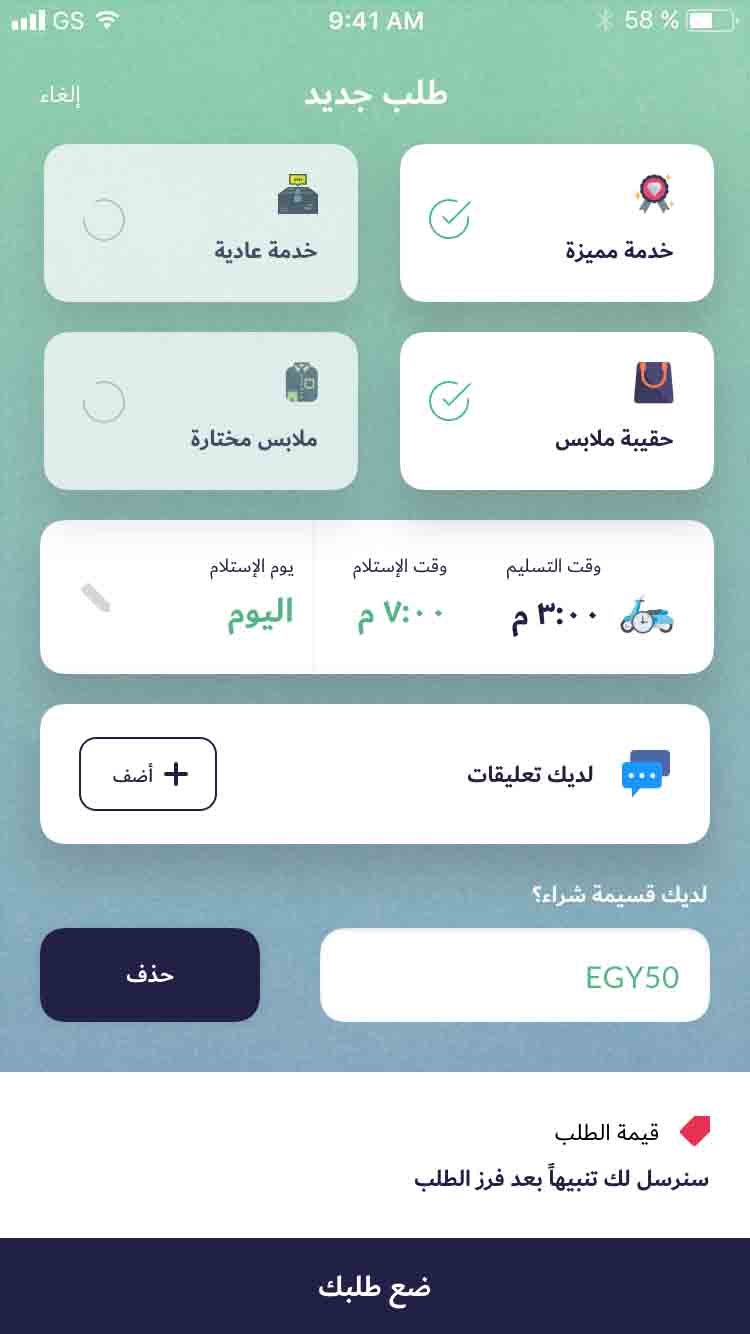 GS 9:41 AM 58 %
طلب جديد
إلغاء
خدمة مميزة
خدمة عادية
حقيبة ملابس
ملابس مختارة
وقت التسليم
٣:٠٠ م
وقت الإستلام
٧:٠٠ م
يوم الإستلام
اليوم
لديك تعليقات
أضف
لديك قسيمة شراء؟
EGY50
حذف
قيمة الطلب
سنرسل لك تنبيهاً بعد فرز الطلب
ضع طلبك